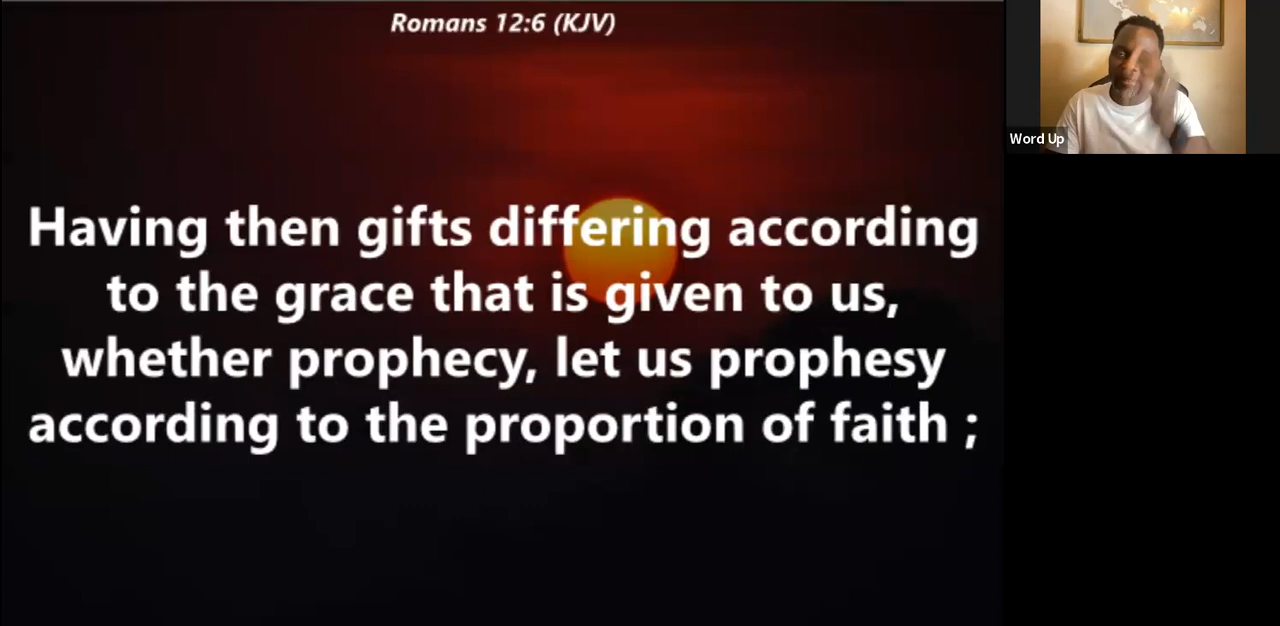 Romans 12:6 (KJV)
Having then gifts differing according
to the grace that is given to us,
whether prophecy, let us prophesy
according to the proportion of faith ;
Word Up